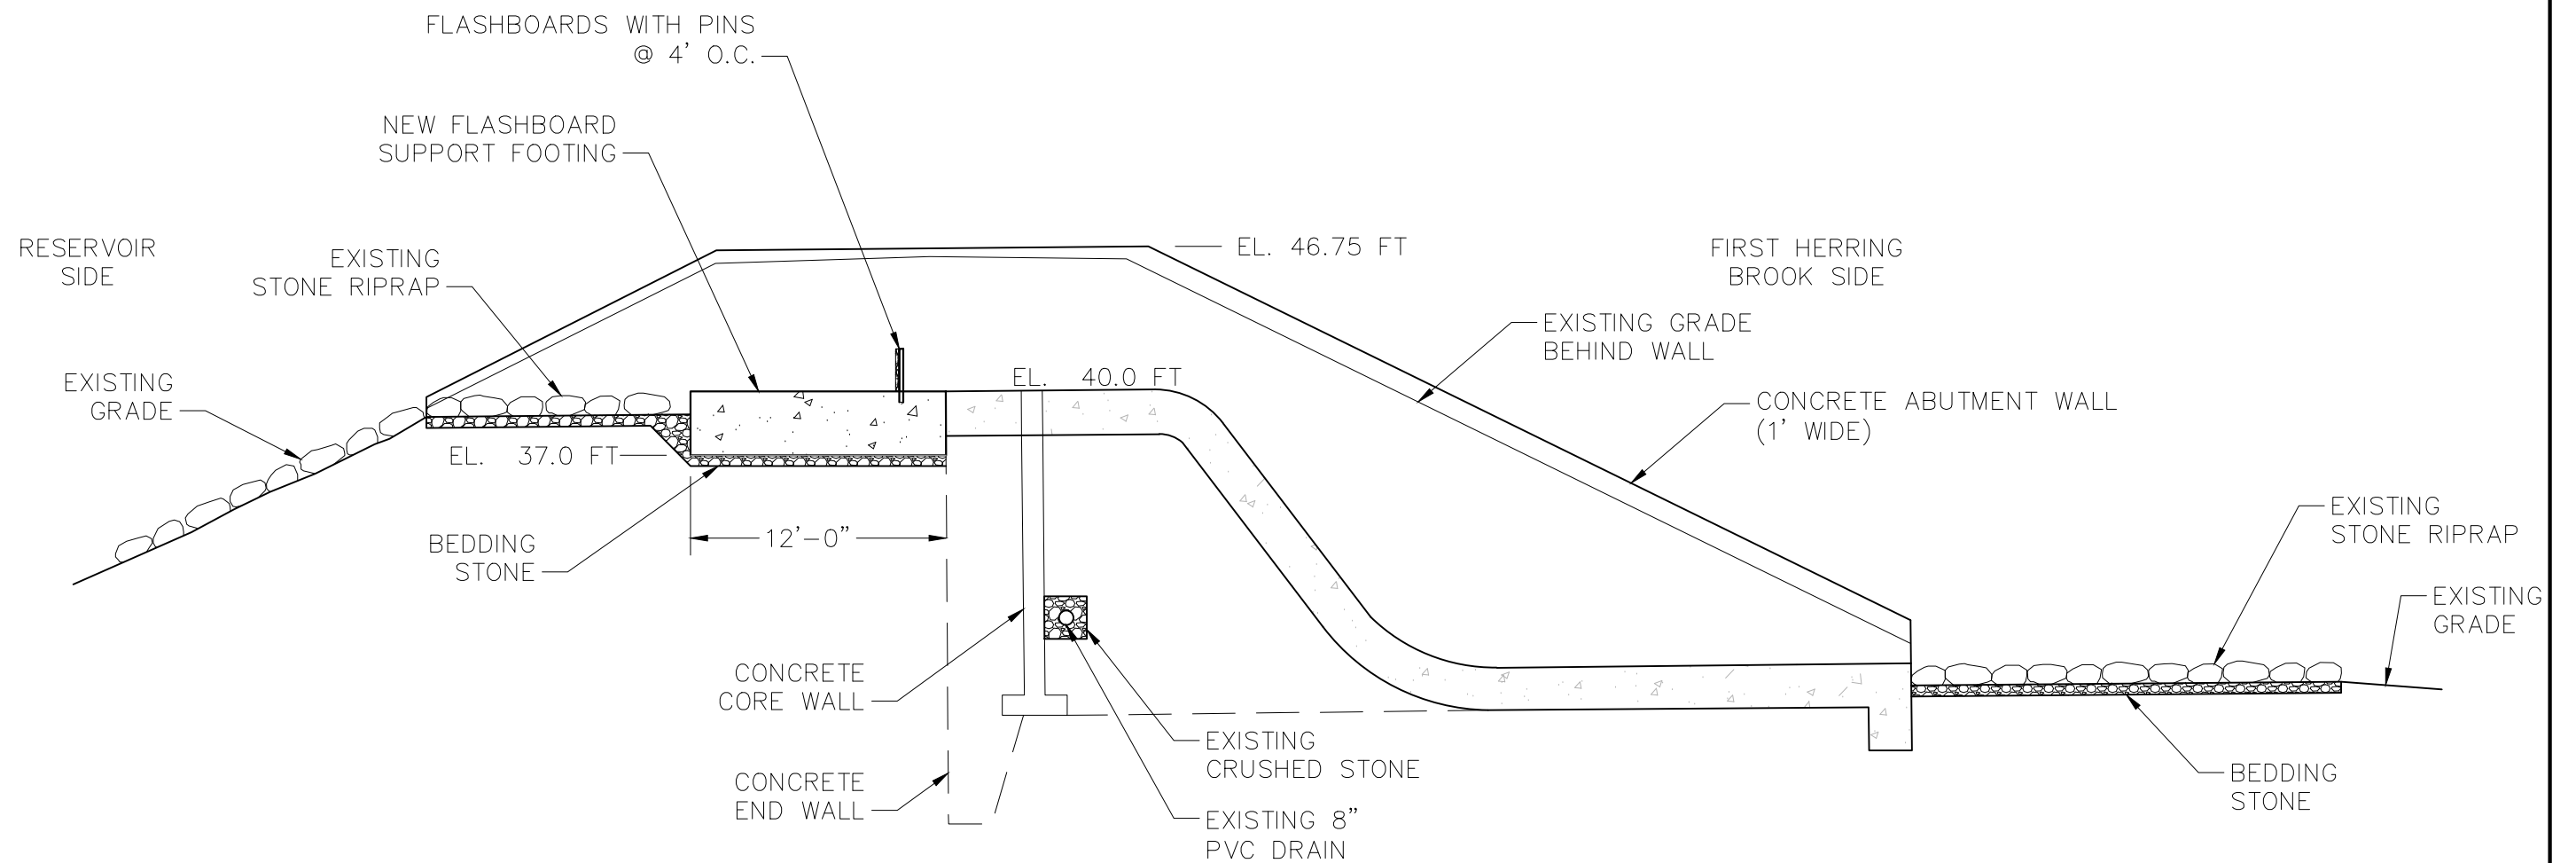 FLASHBOARDS WITH PINS
@ 4' O.C.
NEW FLASHBOARD
SUPPORT FOOTING
RESERVOIR
SIDE
EXISTING
STONE RIPRAP
EL. 46.75 FT
FIRST HERRING
BROOK SIDE
EXISTING GRADE
BEHIND WALL
EXISTING
GRADE
EL. 40.0 FT
CONCRETE ABUTMENT WALL
(1' WIDE)
EL. 37.0 FT
EXISTING
STONE RIPRAP
12'-0"
BEDDING
STONE
EXISTING
GRADE
CONCRETE
CORE WALL
EXISTING
CRUSHED STONE
CONCRETE
END WALL
BEDDING
STONE
EXISTING 8"
PVC DRAIN